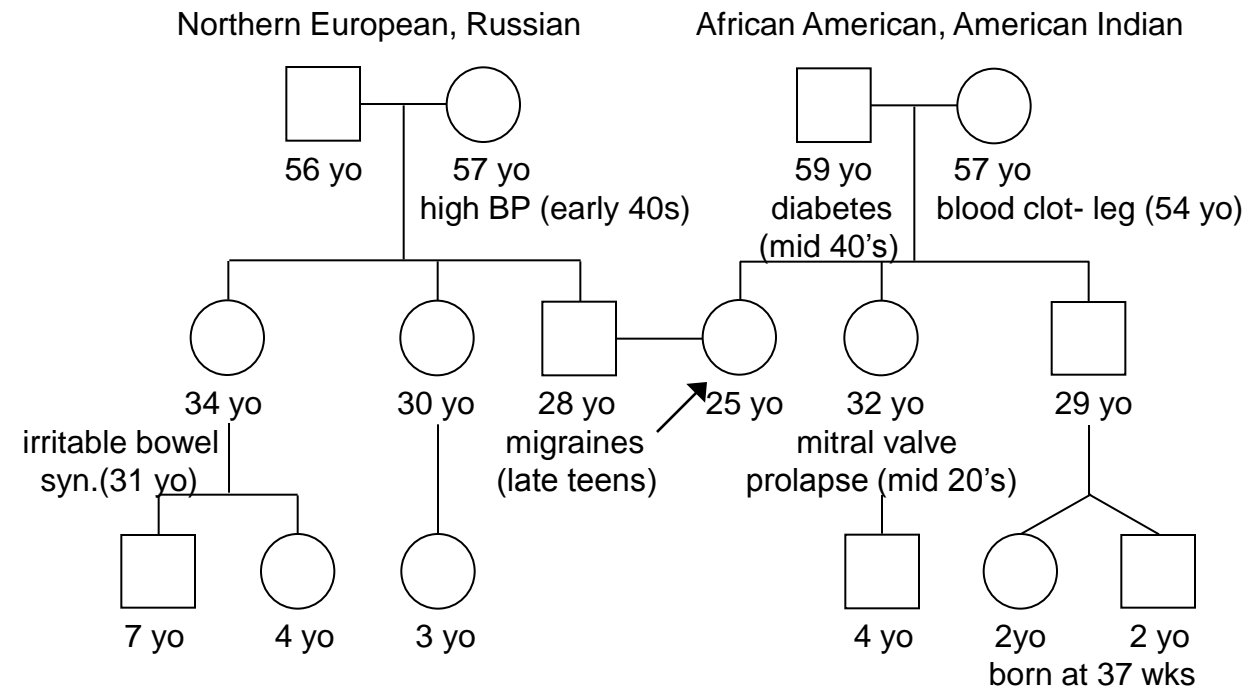 Northern European, Russian
African American, American Indian
56 yo
57 yo
high BP (early 40s)
59 yo
diabetes
(mid 40's)
57 yo
blood clot- leg (54 yo)
34 yo
irritable bowel
syn.(31 yo)
30 yo
28 yo
migraines
(late teens)
25 yo
32 yo
mitral valve
prolapse (mid 20's)
29 yo
7 yo
4 yo
3 yo
4 yo
2yo
2 yo
born at 37 wks